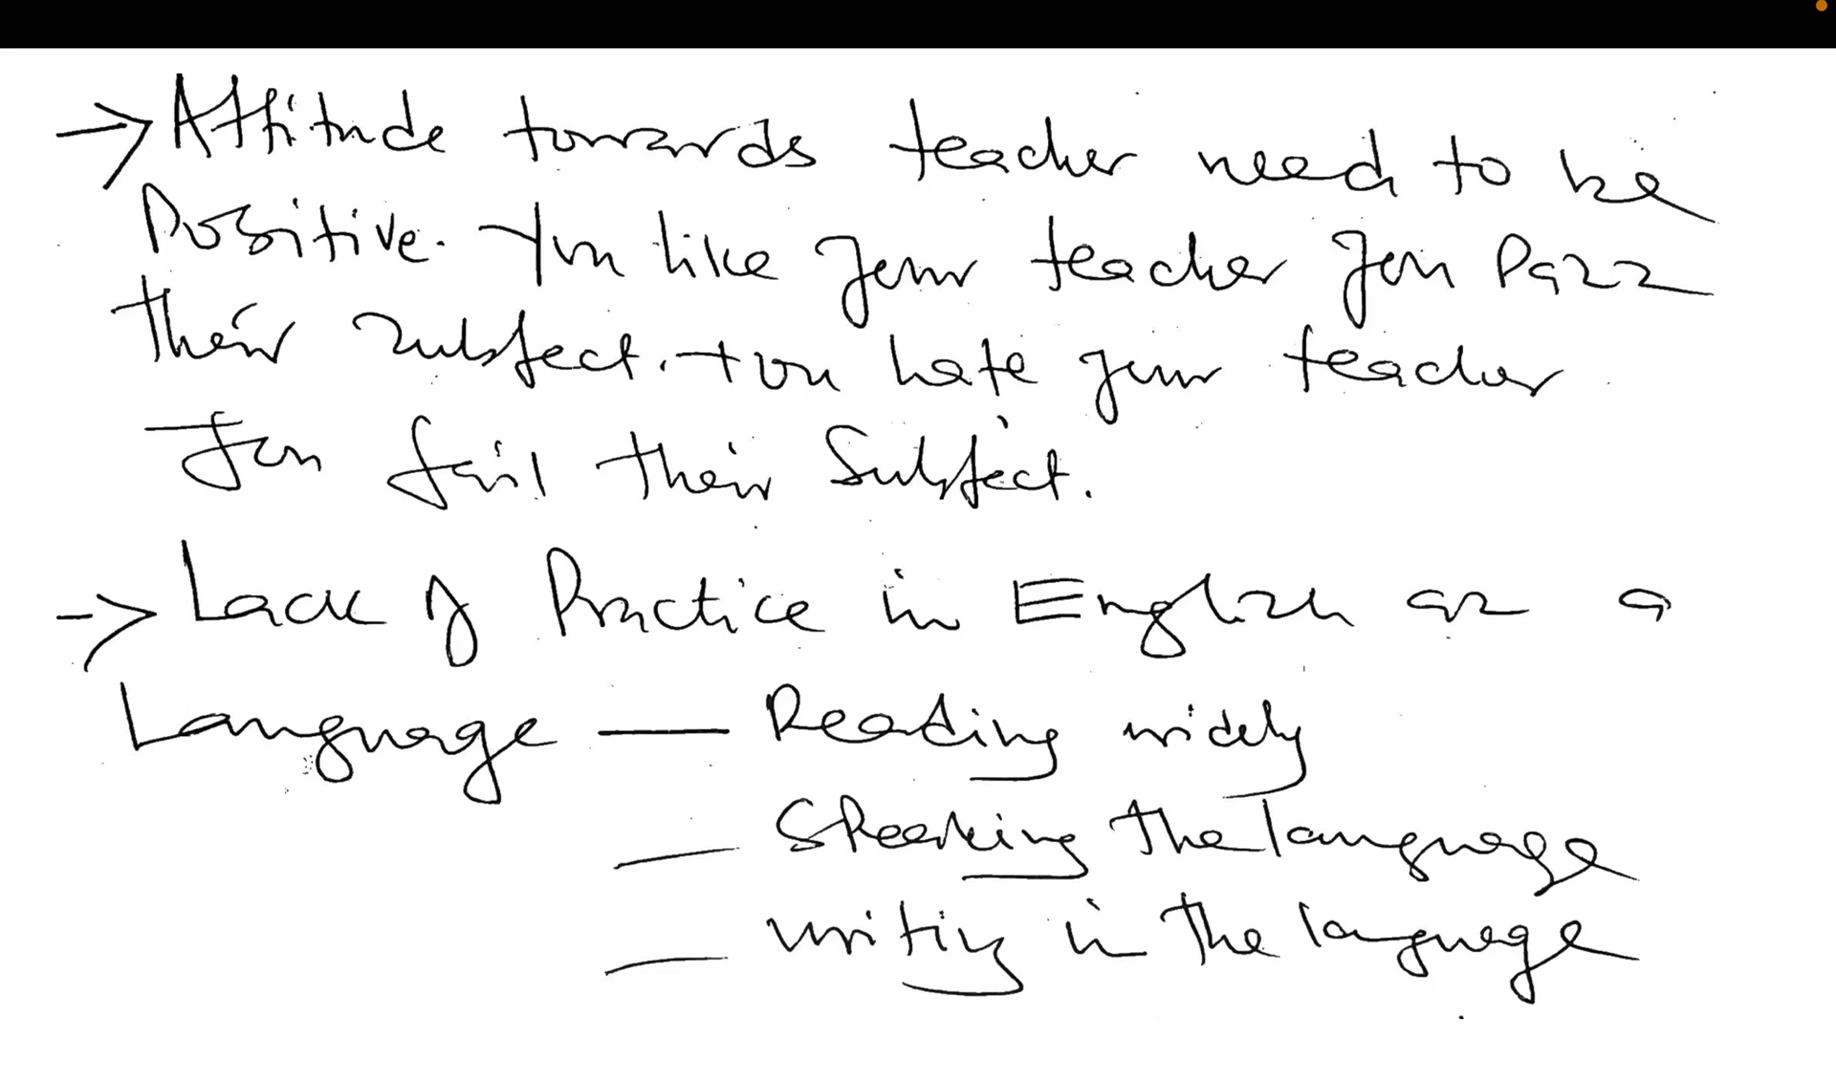 → Attitude towards teacher need to be
Positive. You like your teacher you Pass
their subject. You hate your teacher
You fail their Subject.
→ Lack of Practice in English as a
Language — Reading widely
— Speaking the language
— writing in the language